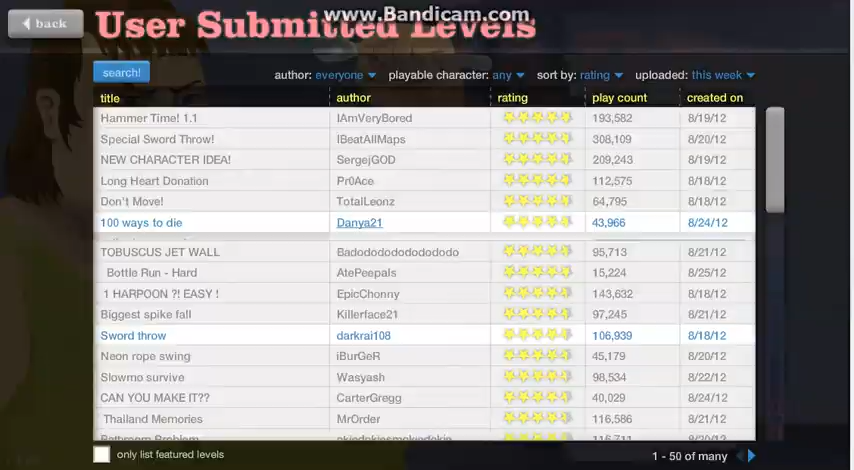 www.Bandicam.com
back
User Submitted Levels
search!
author: everyone playable character: any sort by: rating uploaded: this week
title author rating play count created on
Hammer Time! 1.1 IAmVeryBored 193,582 8/19/12
Special Sword Throw! IBeatAllMaps 308,109 8/20/12
NEW CHARACTER IDEA! SergejGOD 209,243 8/19/12
Long Heart Donation Pr0Ace 112,575 8/18/12
Don't Move! TotalLeonz 64,795 8/18/12
100 ways to die Danya21 43,966 8/24/12
TOBUSCUS JET WALL Badodododododododo 95,713 8/21/12
Bottle Run - Hard AtePeepals 15,224 8/25/12
1 HARPOON ?! EASY ! EpicChonny 143,632 8/18/12
Biggest spike fall Killerface21 97,245 8/21/12
Sword throw darkrai108 106,939 8/18/12
Neon rope swing iBurGeR 45,179 8/20/12
Slowmo survive Wasyash 98,534 8/22/12
CAN YOU MAKE IT?? CarterGregg 40,029 8/24/12
Thailand Memories MrOrder 116,586 8/21/12
Bathroom Problem
only list featured levels 1 - 50 of many